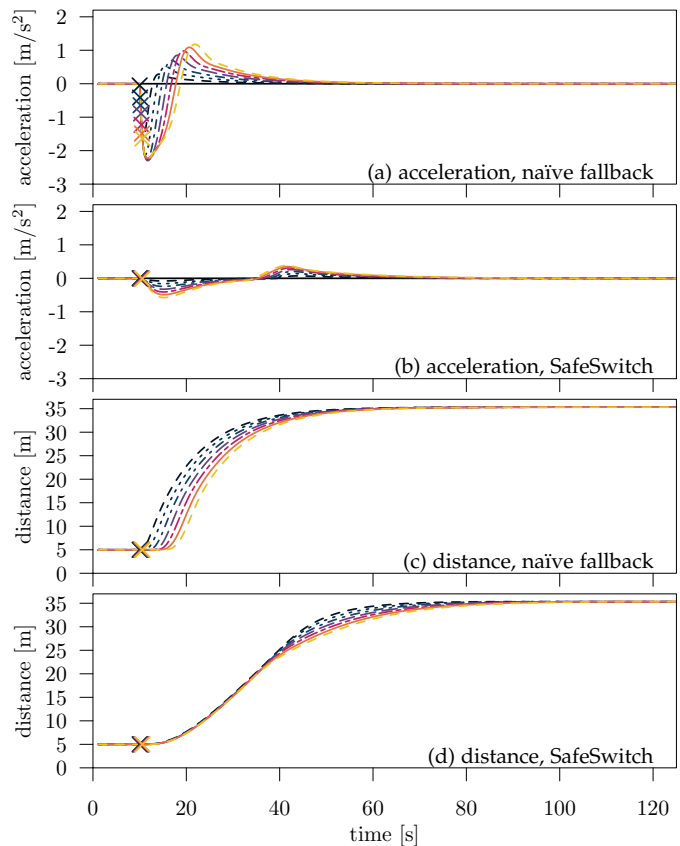 acceleration [m/s²]
2
1
0
-1
-2
-3
(a) acceleration, naïve fallback
acceleration [m/s²]
2
1
0
-1
-2
-3
(b) acceleration, SafeSwitch
distance [m]
35
30
25
20
15
10
5
0
(c) distance, naïve fallback
distance [m]
35
30
25
20
15
10
5
0
(d) distance, SafeSwitch
0 20 40 60 80 100 120
time [s]